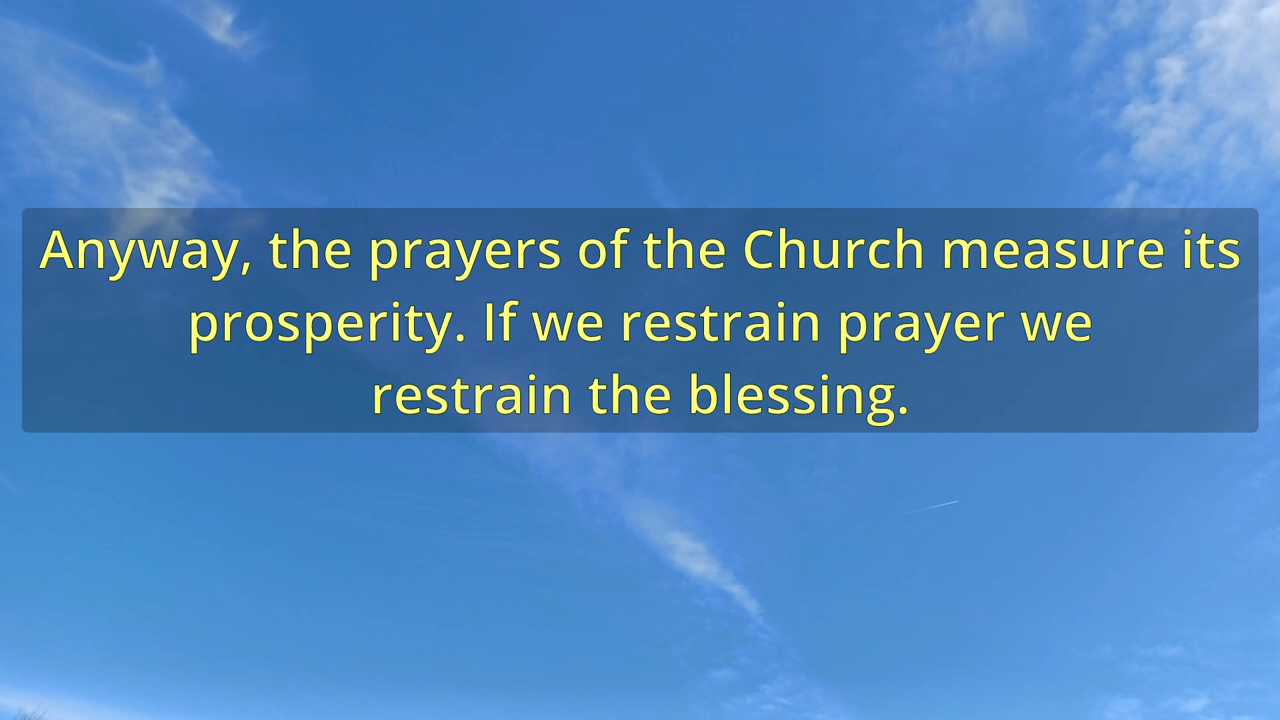 Anyway, the prayers of the Church measure its
prosperity. If we restrain prayer we
restrain the blessing.